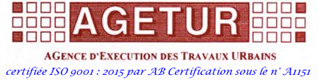 AGETUR
AGENCE D'EXECUTION DES TRAVAUX URBAINS
certifiée ISO 9001 : 2015 par AB Certification sous le n° A1151